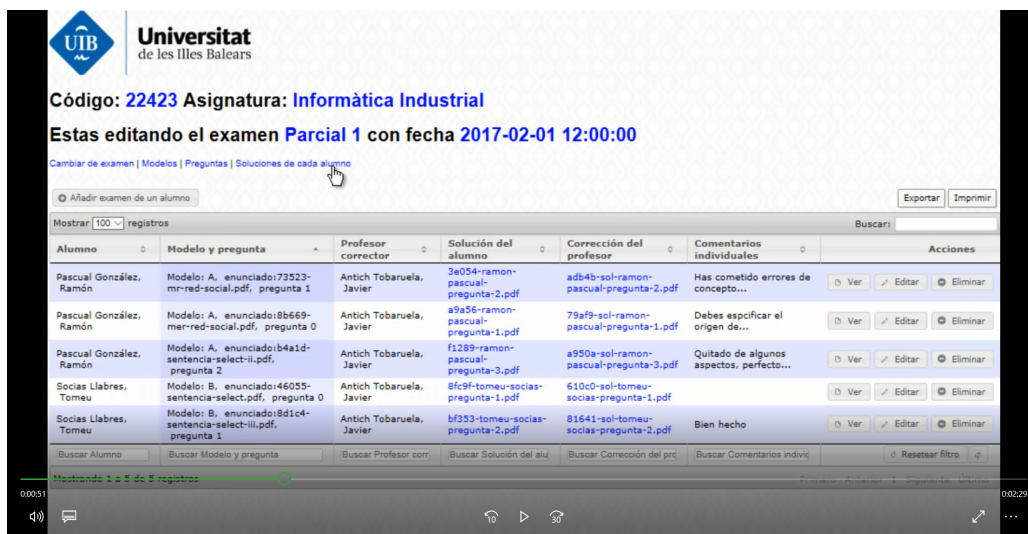 UIB
Universitat
de les Illes Balears
Código: 22423 Asignatura: Informàtica Industrial
Estas editando el examen Parcial 1 con fecha 2017-02-01 12:00:00
Cambiar de examen | Modelos | Preguntas | Soluciones de cada alumno
Añadir examen de un alumno
Exportar Imprimir
Mostrar 100 registros
Buscar:
Alumno Modelo y pregunta Profesor corrector Solución del alumno Corrección del profesor Comentarios individuales Acciones
Pascual González, Ramón Modelo: A, enunciado:73523-mr-red-social.pdf, pregunta 1 Antich Tobaruela, Javier 3e054-ramon-pascual-pregunta-2.pdf adb4b-sol-ramon-pascual-pregunta-2.pdf Has cometido errores de concepto... Ver Editar Eliminar
Pascual González, Ramón Modelo: A, enunciado:8b669-mer-red-social.pdf, pregunta 0 Antich Tobaruela, Javier a9a56-ramon-pascual-pregunta-1.pdf 79af9-sol-ramon-pascual-pregunta-1.pdf Debes espcificar el origen de... Ver Editar Eliminar
Pascual González, Ramón Modelo: A, enunciado:b4a1d-sentencia-select-ii.pdf, pregunta 2 Antich Tobaruela, Javier f1289-ramon-pascual-pregunta-3.pdf a950a-sol-ramon-pascual-pregunta-3.pdf Quitado de algunos aspectos, perfecto... Ver Editar Eliminar
Socias Llabres, Tomeu Modelo: B, enunciado:46055-sentencia-select.pdf, pregunta 0 Antich Tobaruela, Javier 8fc9f-tomeu-socias-pregunta-1.pdf 610c0-sol-tomeu-socias-pregunta-1.pdf Ver Editar Eliminar
Socias Llabres, Tomeu Modelo: B, enunciado:8d1c4-sentencia-select-iii.pdf, pregunta 1 Antich Tobaruela, Javier bf353-tomeu-socias-pregunta-2.pdf 81641-sol-tomeu-socias-pregunta-2.pdf Bien hecho Ver Editar Eliminar
Buscar Alumno Buscar Modelo y pregunta Buscar Profesor corr Buscar Solución del alu Buscar Corrección del pro Buscar Comentarios individ Resetear filtro
Mostrando 1 a 5 de 5 registros Primero Anterior 1 Siguiente Último
0:00:51 0:02:29
10 30